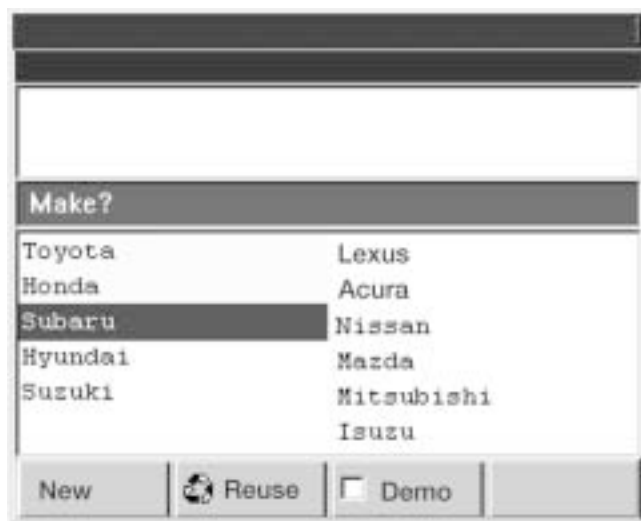 Make?
Toyota
Honda
Subaru
Hyundai
Suzuki
Lexus
Acura
Nissan
Mazda
Mitsubishi
Isuzu
New Reuse Demo